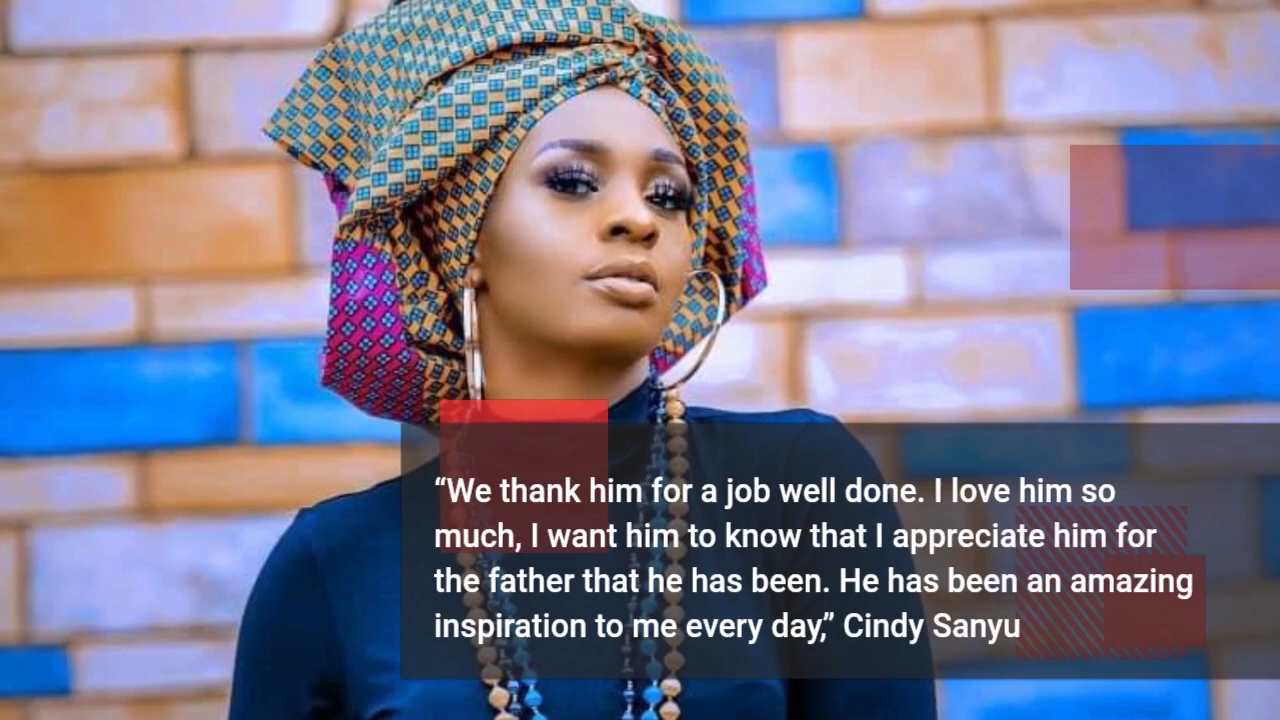 “We thank him for a job well done. I love him so
much, I want him to know that I appreciate him for
the father that he has been. He has been an amazing
inspiration to me every day,” Cindy Sanyu